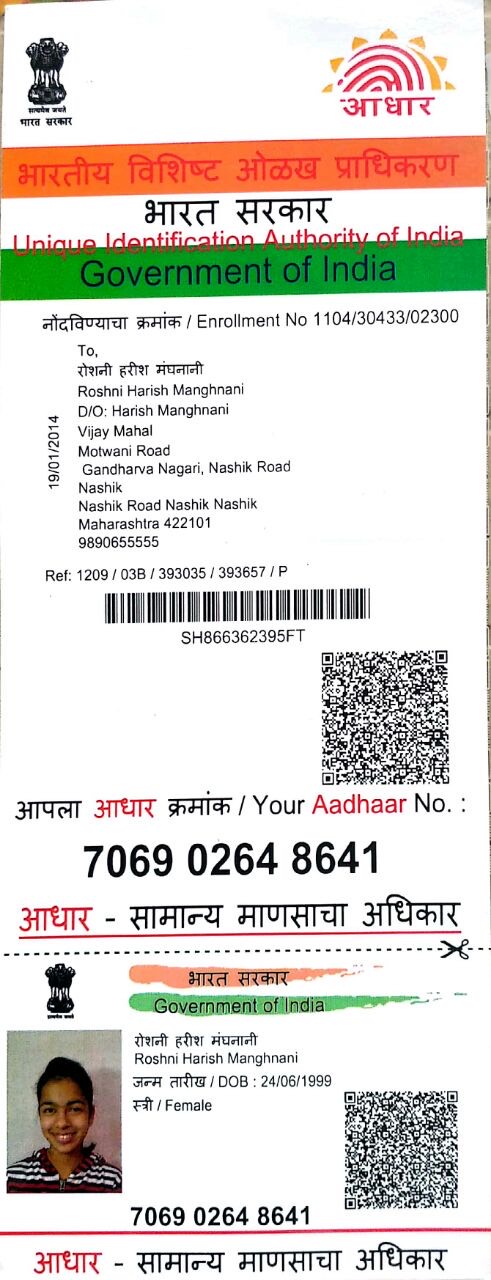 सत्यमेव जयते
भारत सरकार
आधार
भारतीय विशिष्ट ओळख प्राधिकरण
भारत सरकार
Unique Identification Authority of India
Government of India
नोंदविण्याचा क्रमांक / Enrollment No 1104/30433/02300
19/01/2014
To,
रोशनी हरीश मंघनानी
Roshni Harish Manghnani
D/O: Harish Manghnani
Vijay Mahal
Motwani Road
Gandharva Nagari, Nashik Road
Nashik
Nashik Road Nashik Nashik
Maharashtra 422101
9890655555
Ref: 1209 / 03B / 393035 / 393657 / P
SH866362395FT
आपला आधार क्रमांक / Your Aadhaar No. :
7069 0264 8641
आधार - सामान्य माणसाचा अधिकार
भारत सरकार
Government of India
रोशनी हरीश मंघनानी
Roshni Harish Manghnani
जन्म तारीख / DOB : 24/06/1999
स्त्री / Female
7069 0264 8641
आधार - सामान्य माणसाचा अधिकार